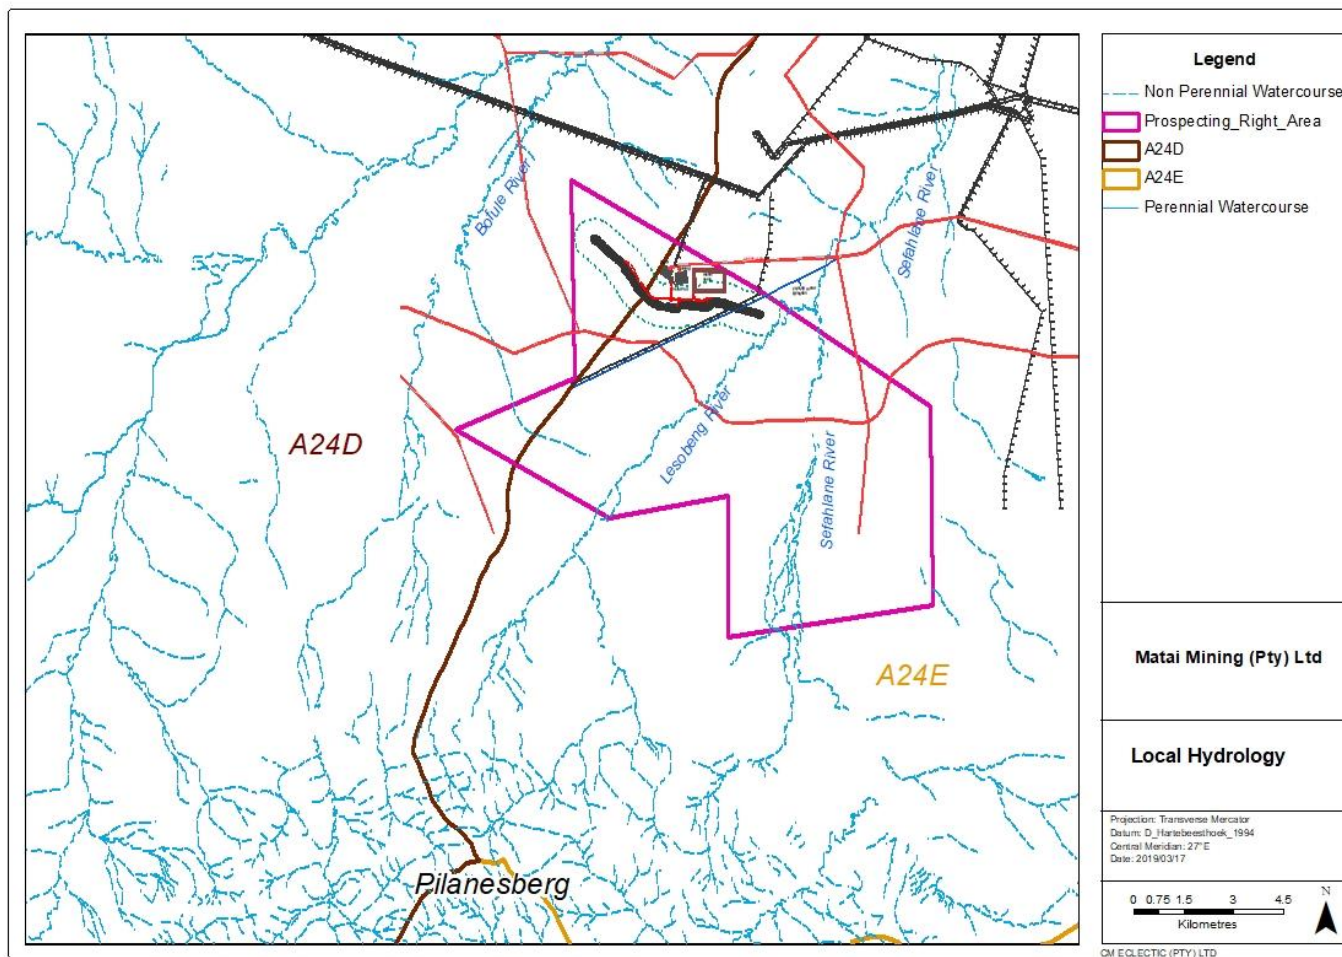 Bofule River
Sefahlane River
Lesobeng River
Sefahlane River
A24D
A24E
Pilanesberg
Legend
Non Perennial Watercourse
Prospecting_Right_Area
A24D
A24E
Perennial Watercourse
Matai Mining (Pty) Ltd
Local Hydrology
Projection: Transverse Mercator
Datum: D_Hartebeesthoek_1994
Central Meridian: 27°E
Date: 2019/03/17
0 0.75 1.5 3 4.5
Kilometres
N
CM ECLECTIC (PTY) LTD